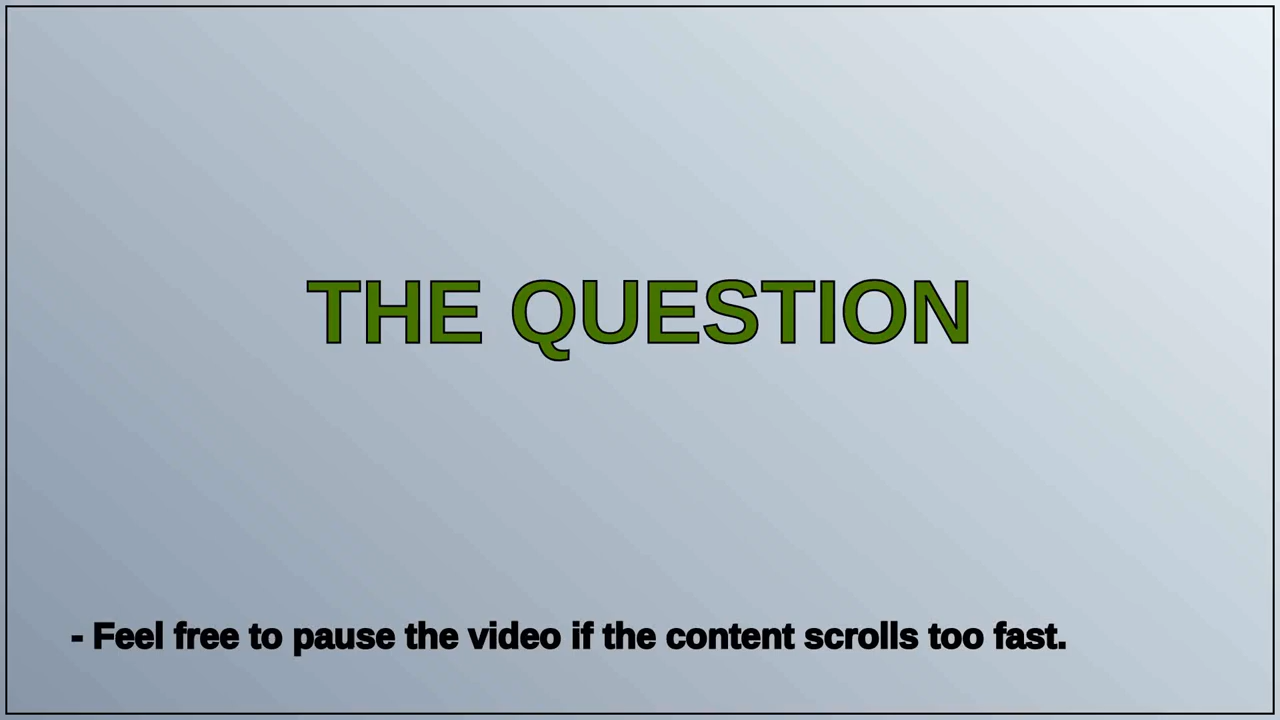 THE QUESTION
- Feel free to pause the video if the content scrolls too fast.